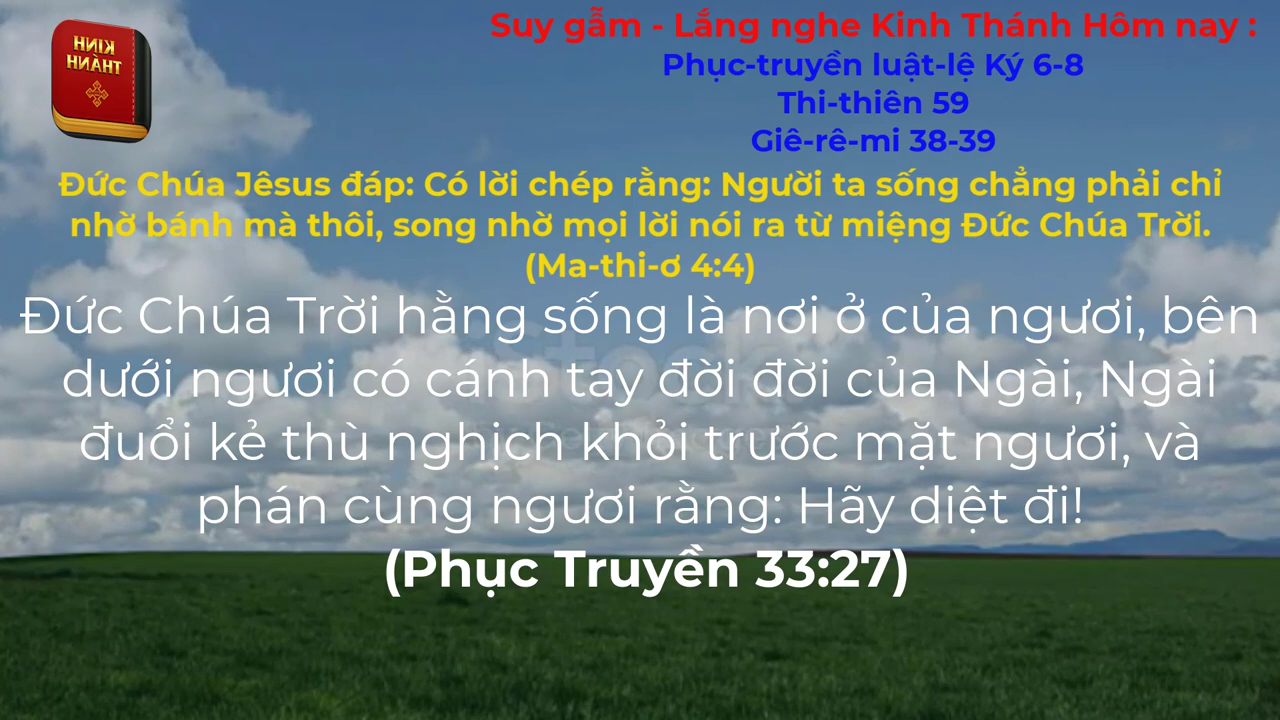 KINH
THÁNH
Suy gẫm - Lắng nghe Kinh Thánh Hôm nay :
Phục-truyền luật-lệ Ký 6-8
Thi-thiên 59
Giê-rê-mi 38-39
Đức Chúa Jêsus đáp: Có lời chép rằng: Người ta sống chẳng phải chỉ
nhờ bánh mà thôi, song nhờ mọi lời nói ra từ miệng Đức Chúa Trời.
(Ma-thi-ơ 4:4)
Đức Chúa Trời hằng sống là nơi ở của ngươi, bên
dưới ngươi có cánh tay đời đời của Ngài, Ngài
đuổi kẻ thù nghịch khỏi trước mặt ngươi, và
phán cùng ngươi rằng: Hãy diệt đi!
(Phục Truyền 33:27)